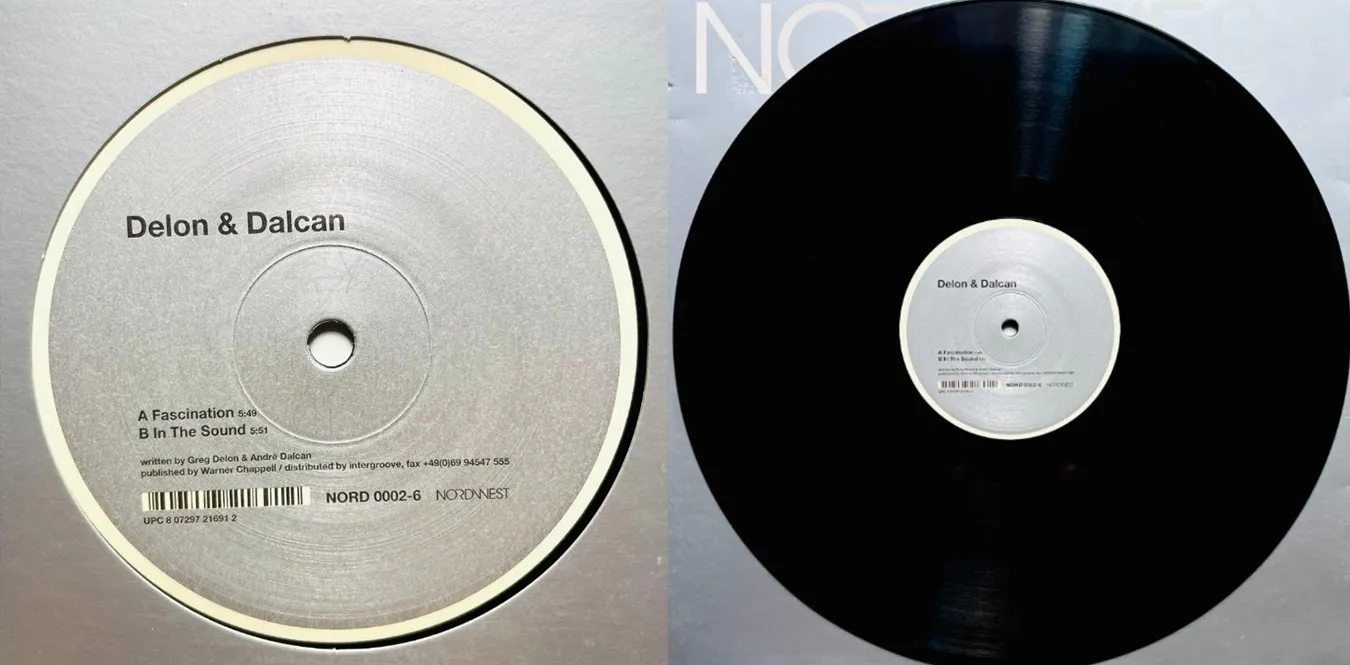 Delon & Dalcan
A Fascination 5:49
B In The Sound 5:51
written by Greg Delon & André Dalcan
published by Warner Chappell / distributed by intergroove, fax +49(0)69 94547 555
NORD 0002-6 NORDWEST
UPC 8 07297 21691 2
NO
Delon & Dalcan
A Fascination
B In The Sound
NORD 0002-6 NORDWEST